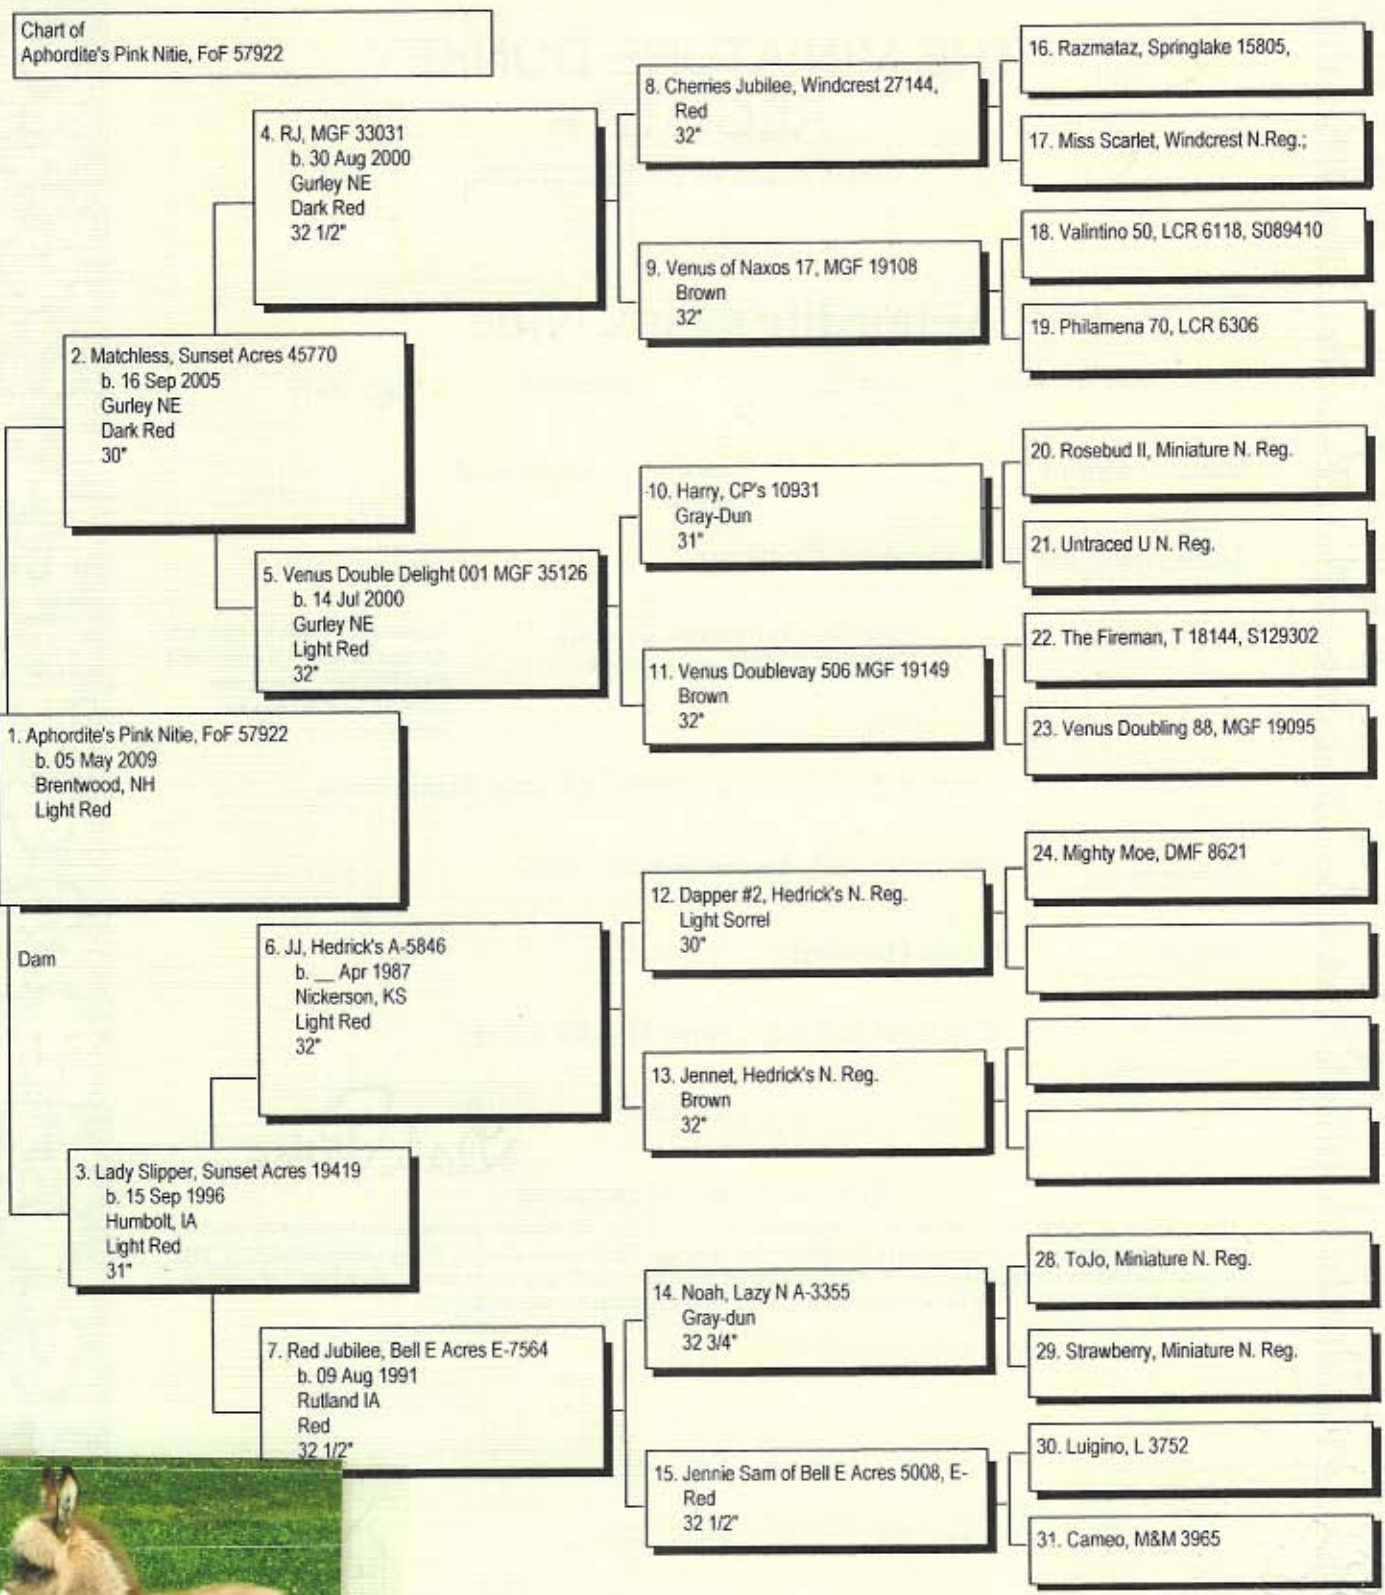 Chart of
Aphordite's Pink Nitie, FoF 57922
1. Aphordite's Pink Nitie, FoF 57922
b. 05 May 2009
Brentwood, NH
Light Red
2. Matchless, Sunset Acres 45770
b. 16 Sep 2005
Gurley NE
Dark Red
30"
Dam
3. Lady Slipper, Sunset Acres 19419
b. 15 Sep 1996
Humbolt, IA
Light Red
31"
4. RJ, MGF 33031
b. 30 Aug 2000
Gurley NE
Dark Red
32 1/2"
5. Venus Double Delight 001 MGF 35126
b. 14 Jul 2000
Gurley NE
Light Red
32"
6. JJ, Hedrick's A-5846
b. __ Apr 1987
Nickerson, KS
Light Red
32"
7. Red Jubilee, Bell E Acres E-7564
b. 09 Aug 1991
Rutland IA
Red
32 1/2"
8. Cherries Jubilee, Windcrest 27144,
Red
32"
9. Venus of Naxos 17, MGF 19108
Brown
32"
10. Harry, CP's 10931
Gray-Dun
31"
11. Venus Doublevay 506 MGF 19149
Brown
32"
12. Dapper #2, Hedrick's N. Reg.
Light Sorrel
30"
13. Jennet, Hedrick's N. Reg.
Brown
32"
14. Noah, Lazy N A-3355
Gray-dun
32 3/4"
15. Jennie Sam of Bell E Acres 5008, E-
Red
32 1/2"
16. Razmataz, Springlake 15805,
17. Miss Scarlet, Windcrest N.Reg.;
18. Valintino 50, LCR 6118, S089410
19. Philamena 70, LCR 6306
20. Rosebud II, Miniature N. Reg.
21. Untraced U N. Reg.
22. The Fireman, T 18144, S129302
23. Venus Doubling 88, MGF 19095
24. Mighty Moe, DMF 8621
28. ToJo, Miniature N. Reg.
29. Strawberry, Miniature N. Reg.
30. Luigino, L 3752
31. Cameo, M&M 3965